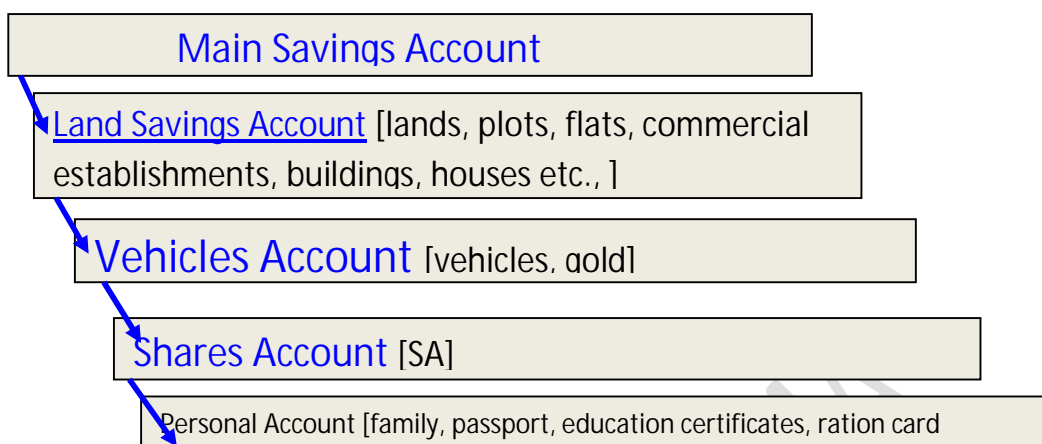 Main Savings Account
Land Savings Account [lands, plots, flats, commercial
establishments, buildings, houses etc., ]
Vehicles Account [vehicles, gold]
Shares Account [SA]
Personal Account [family, passport, education certificates, ration card